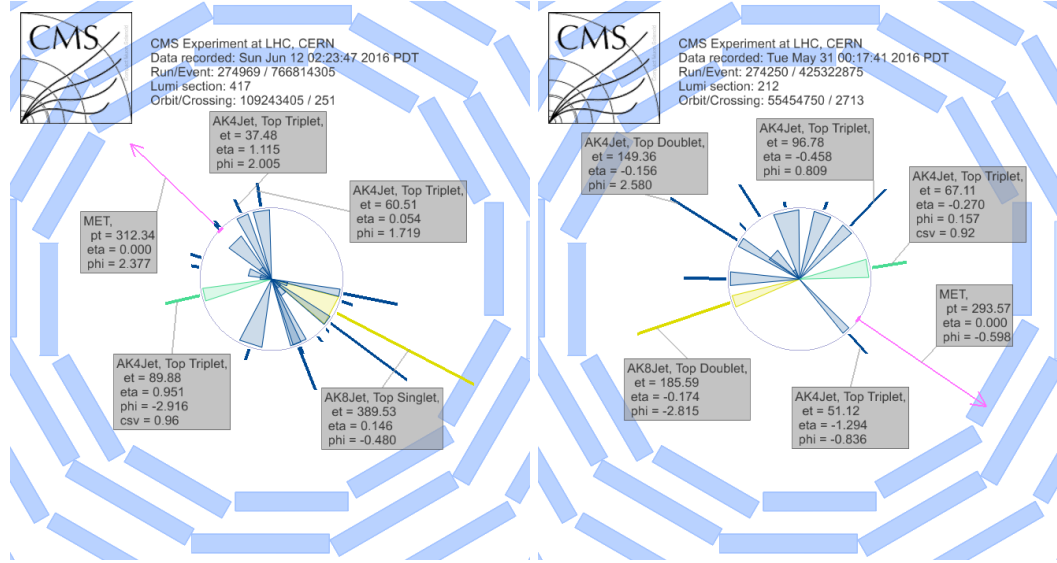 CMS
CMS Experiment at LHC, CERN
Data recorded: Sun Jun 12 02:23:47 2016 PDT
Run/Event: 274969 / 766814305
Lumi section: 417
Orbit/Crossing: 109243405 / 251
AK4Jet, Top Triplet,
et = 37.48
eta = 1.115
phi = 2.005
AK4Jet, Top Triplet,
et = 60.51
eta = 0.054
phi = 1.719
MET,
pt = 312.34
eta = 0.000
phi = 2.377
AK4Jet, Top Triplet,
et = 89.88
eta = 0.951
phi = -2.916
csv = 0.96
AK8Jet, Top Singlet,
et = 389.53
eta = 0.146
phi = -0.480
CMS
CMS Experiment at LHC, CERN
Data recorded: Tue May 31 00:17:41 2016 PDT
Run/Event: 274250 / 425322875
Lumi section: 212
Orbit/Crossing: 55454750 / 2713
AK4Jet, Top Doublet,
et = 149.36
eta = -0.156
phi = 2.580
AK4Jet, Top Triplet,
et = 96.78
eta = -0.458
phi = 0.809
AK4Jet, Top Triplet,
et = 67.11
eta = -0.270
phi = 0.157
csv = 0.92
MET,
pt = 293.57
eta = 0.000
phi = -0.598
AK8Jet, Top Doublet,
et = 185.59
eta = -0.174
phi = -2.815
AK4Jet, Top Triplet,
et = 51.12
eta = -1.294
phi = -0.836